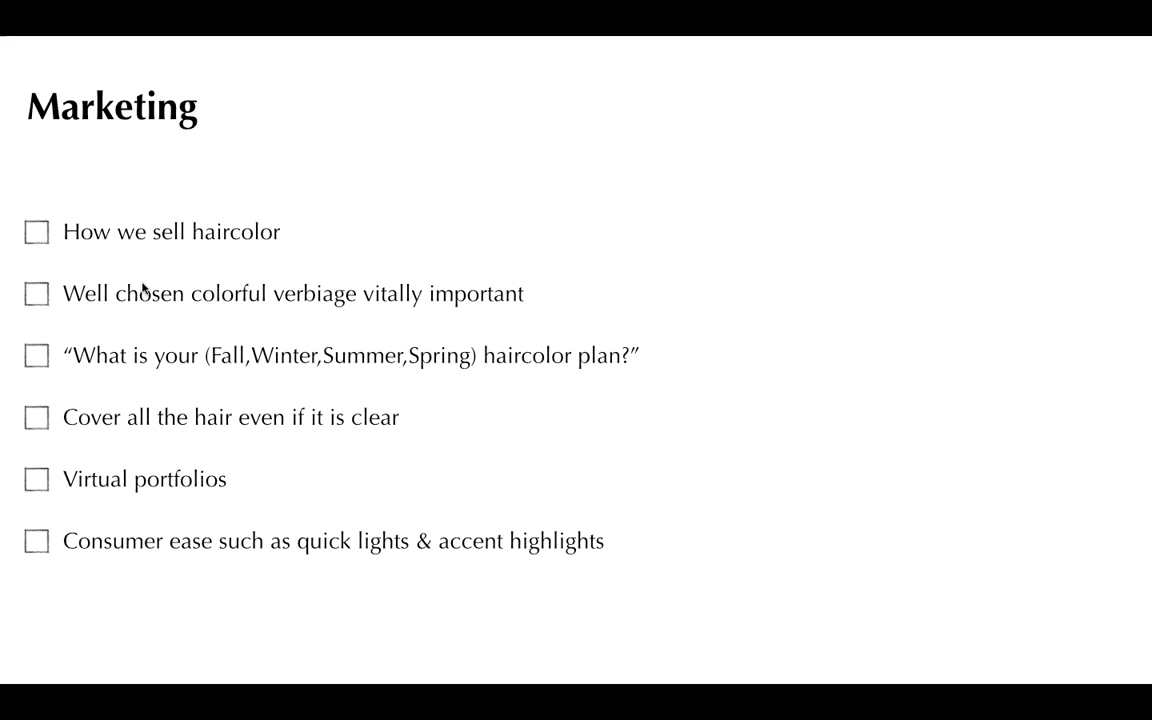 Marketing
How we sell haircolor
Well chosen colorful verbiage vitally important
“What is your (Fall,Winter,Summer,Spring) haircolor plan?”
Cover all the hair even if it is clear
Virtual portfolios
Consumer ease such as quick lights & accent highlights